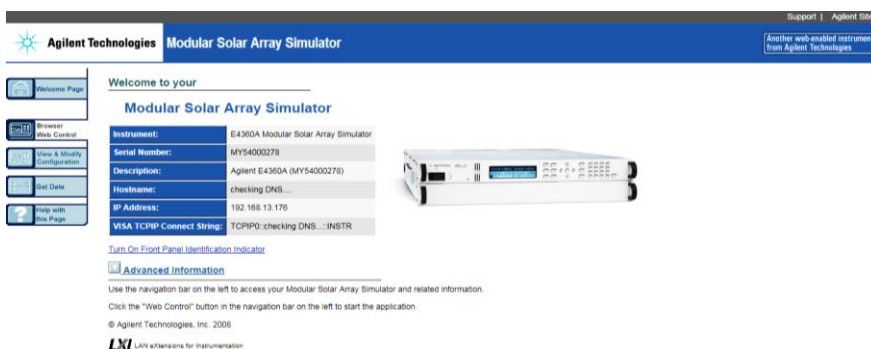 Support | Agilent Site
Agilent Technologies Modular Solar Array Simulator
Another web-enabled instrument
from Agilent Technologies
Welcome Page
Welcome to your
Modular Solar Array Simulator
Browser
Web Control
View & Modify
Configuration
Get Data
Help with
this Page
Instrument: E4360A Modular Solar Array Simulator
Serial Number: MY54000278
Description: Agilent E4360A (MY54000278)
Hostname: checking DNS....
IP Address: 192.168.13.176
VISA TCPIP Connect String: TCPIP0::checking DNS...::INSTR
Turn On Front Panel Identification Indicator
Advanced Information
Use the navigation bar on the left to access your Modular Solar Array Simulator and related information.
Click the "Web Control" button in the navigation bar on the left to start the application.
© Agilent Technologies, Inc. 2008
LXI LAN eXtensions for Instrumentation